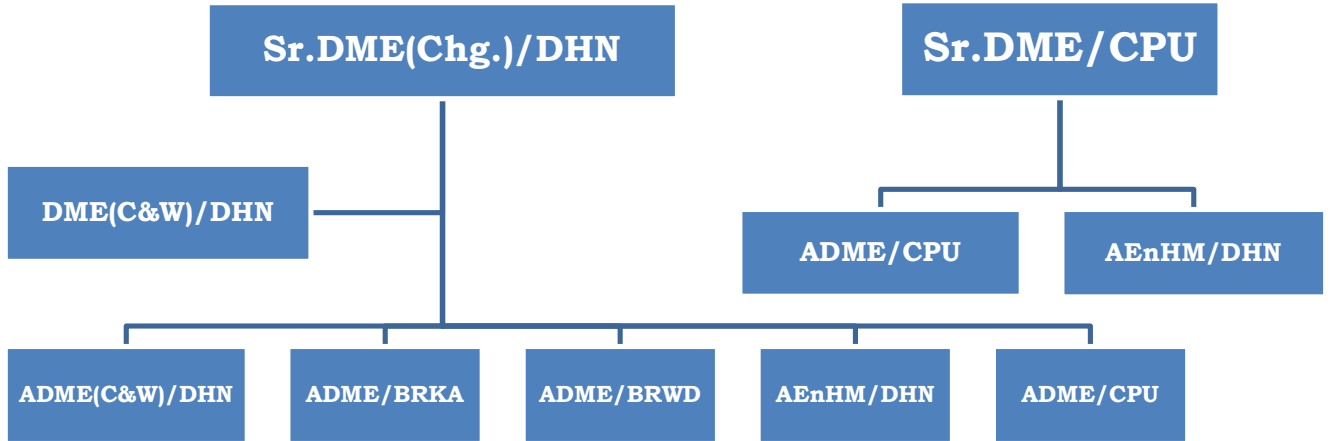 Sr.DME(Chg.)/DHN
Sr.DME/CPU
DME(C&W)/DHN
ADME/CPU
AEnHM/DHN
ADME(C&W)/DHN
ADME/BRKA
ADME/BRWD
AEnHM/DHN
ADME/CPU